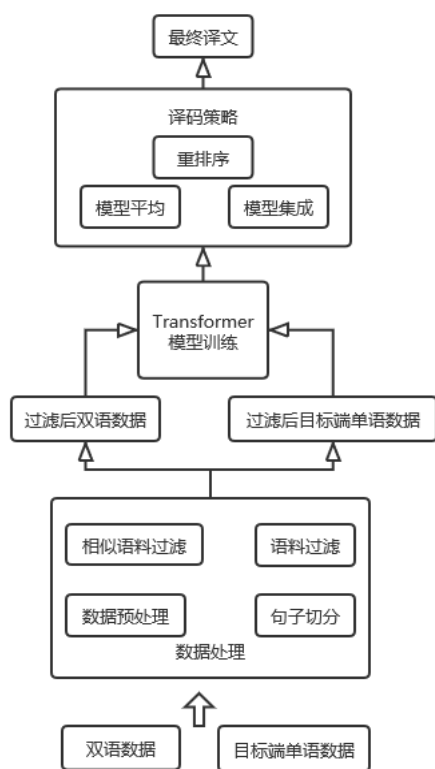 最终译文
译码策略
重排序
模型平均
模型集成
Transformer
模型训练
过滤后双语数据
过滤后目标端单语数据
相似语料过滤
语料过滤
数据预处理
句子切分
数据处理
双语数据
目标端单语数据